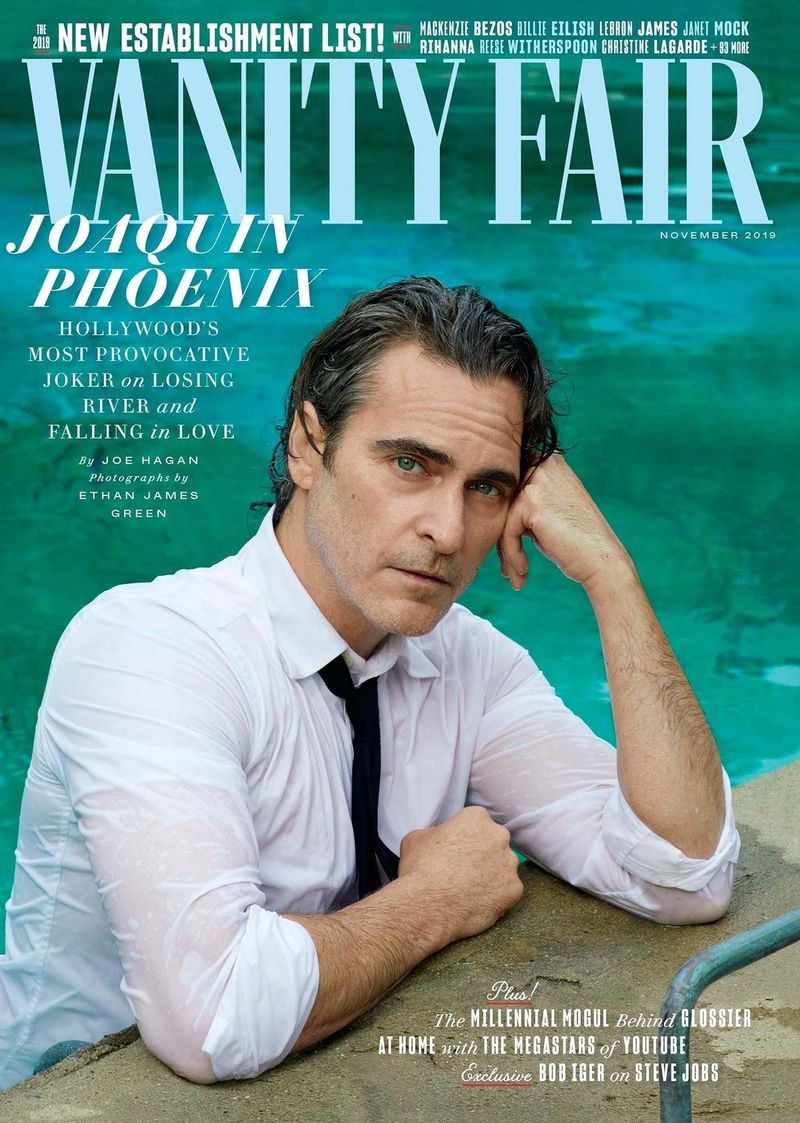 THE 2019 NEW ESTABLISHMENT LIST! WITH MACKENZIE BEZOS BILLIE EILISH LEBRON JAMES JANET MOCK
RIHANNA REESE WITHERSPOON CHRISTINE LAGARDE + 93 MORE
VANITY FAIR
NOVEMBER 2019
JOAQUIN
PHOENIX
HOLLYWOOD'S
MOST PROVOCATIVE
JOKER on LOSING
RIVER and
FALLING in LOVE
By JOE HAGAN
Photographs by
ETHAN JAMES
GREEN
Plus!
The MILLENNIAL MOGUL Behind GLOSSIER
AT HOME with THE MEGASTARS of YOUTUBE
Exclusive BOB IGER on STEVE JOBS